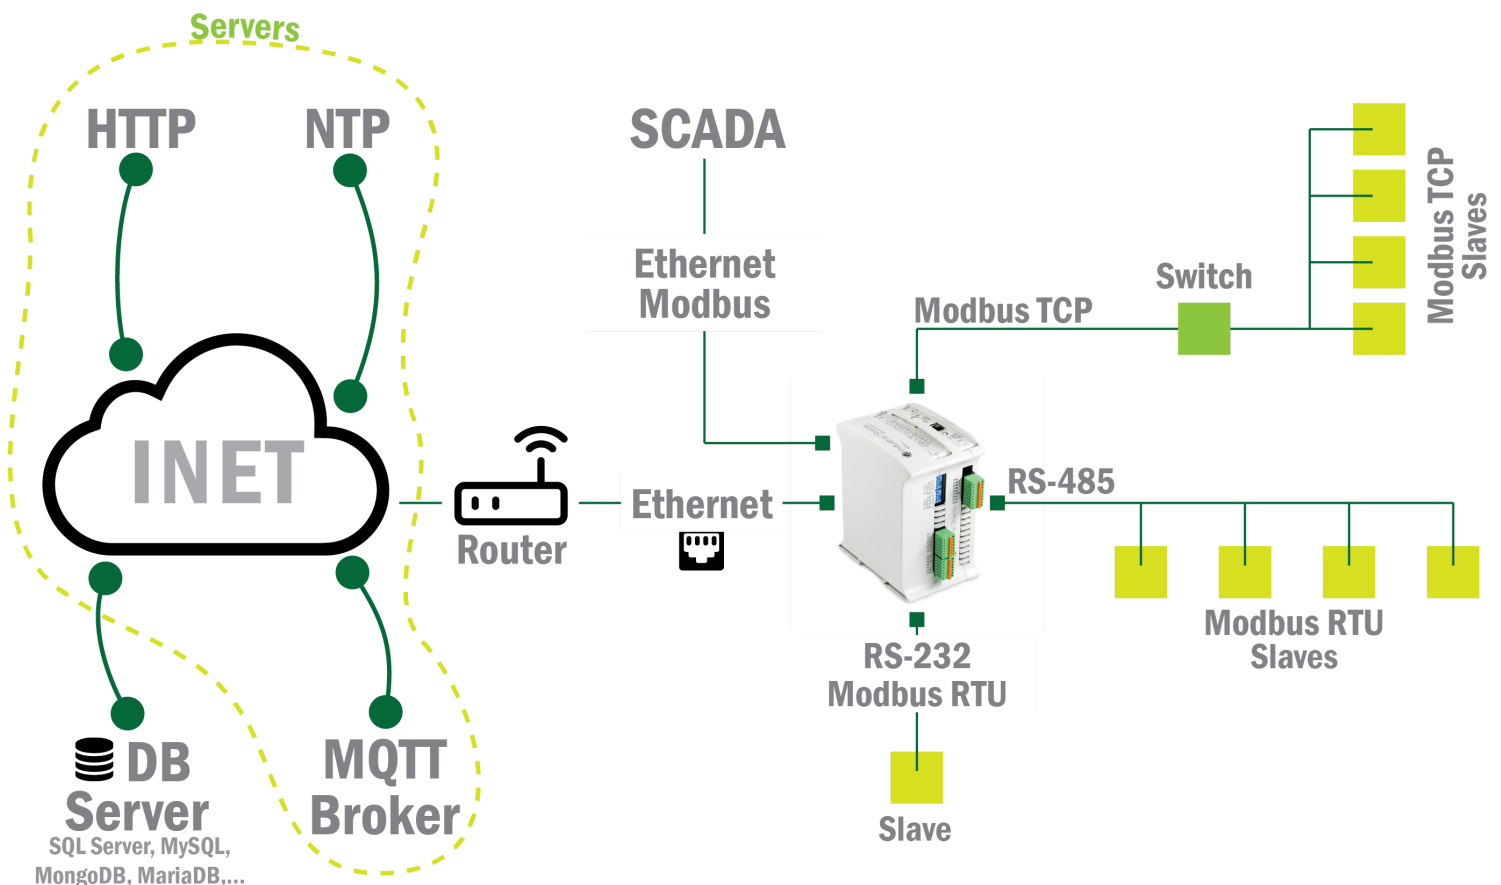 Servers
HTTP
NTP
SCADA
Ethernet
Modbus
Modbus TCP
Switch
Modbus TCP
Slaves
INET
Router
Ethernet
RS-485
Modbus RTU
Slaves
RS-232
Modbus RTU
Slave
DB
Server
SQL Server, MySQL,
MongoDB, MariaDB,...
MQTT
Broker